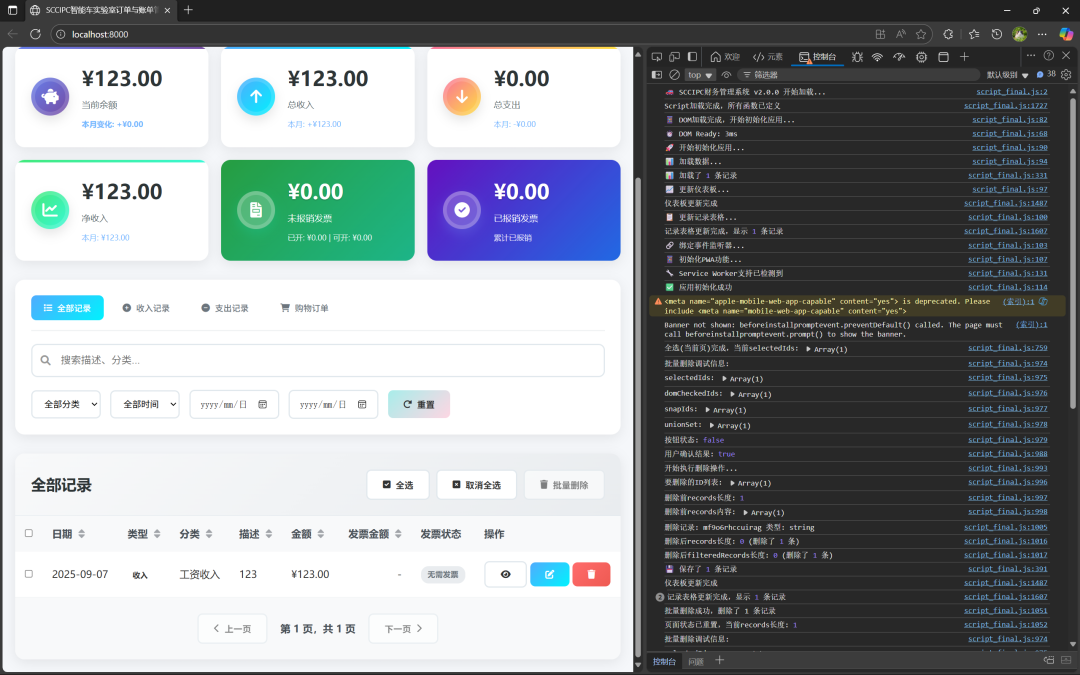 SCCIPC智能车实验室订单与账单
localhost:8000
¥123.00
当前余额
本月变化: +¥0.00
¥123.00
总收入
本月: +¥123.00
¥0.00
总支出
本月: -¥0.00
¥123.00
净收入
本月: ¥123.00
¥0.00
未报销发票
已开: ¥0.00 | 可开: ¥0.00
¥0.00
已报销发票
累计已报销
全部记录 收入记录 支出记录 购物订单
搜索描述、分类...
全部分类 全部时间 yyyy/mm/日 yyyy/mm/日 重置
全部记录 全选 取消全选 批量删除
日期 类型 分类 描述 金额 发票金额 发票状态 操作
2025-09-07 收入 工资收入 123 ¥123.00 - 无需发票
上一页 第 1 页，共 1 页 下一页
欢迎 元素 控制台
top 筛选器 默认级别 38
SCCIPC财务管理系统 v2.0.0 开始加载... script_final.js:2
Script加载完成，所有函数已定义 script_final.js:1727
DOM加载完成，开始初始化应用... script_final.js:82
DOM Ready: 3ms script_final.js:68
开始初始化应用... script_final.js:90
加载数据... script_final.js:94
加载了 1 条记录 script_final.js:331
更新仪表板... script_final.js:97
仪表板更新完成 script_final.js:1487
更新记录表格... script_final.js:100
记录表格更新完成，显示 1 条记录 script_final.js:1607
绑定事件监听器... script_final.js:103
初始化PWA功能... script_final.js:107
Service Worker支持已检测到 script_final.js:131
应用初始化成功 script_final.js:114
<meta name="apple-mobile-web-app-capable" content="yes"> is deprecated. Please (索引):1
include <meta name="mobile-web-app-capable" content="yes">
Banner not shown: beforeinstallpromptevent.preventDefault() called. The page must (索引):1
call beforeinstallpromptevent.prompt() to show the banner.
全选(当前页)完成，当前selectedIds: ▶ Array(1) script_final.js:759
批量删除调试信息: script_final.js:974
selectedIds: ▶ Array(1) script_final.js:975
domCheckedIds: ▶ Array(1) script_final.js:976
snapIds: ▶ Array(1) script_final.js:977
unionSet: ▶ Array(1) script_final.js:978
按钮状态: false script_final.js:979
用户确认结果: true script_final.js:988
开始执行删除操作... script_final.js:993
要删除的ID列表: ▶ Array(1) script_final.js:996
删除前records长度: 1 script_final.js:997
删除前records内容: ▶ Array(1) script_final.js:998
删除记录: mf9o6rhccuirag 类型: string script_final.js:1005
删除后records长度: 0 (删除了 1 条) script_final.js:1016
删除后filteredRecords长度: 0 (删除了 1 条) script_final.js:1017
保存了 1 条记录 script_final.js:391
仪表板更新完成 script_final.js:1487
2 记录表格更新完成，显示 1 条记录 script_final.js:1607
批量删除成功，删除了 1 条记录 script_final.js:1051
页面状态已重置，当前records长度: 1 script_final.js:1052
批量删除调试信息: script_final.js:974
控制台 问题